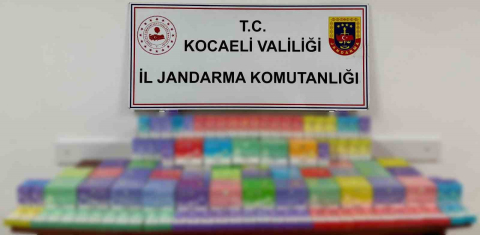 T.C.
KOCAELİ VALİLİĞİ
İL JANDARMA KOMUTANLIĞI